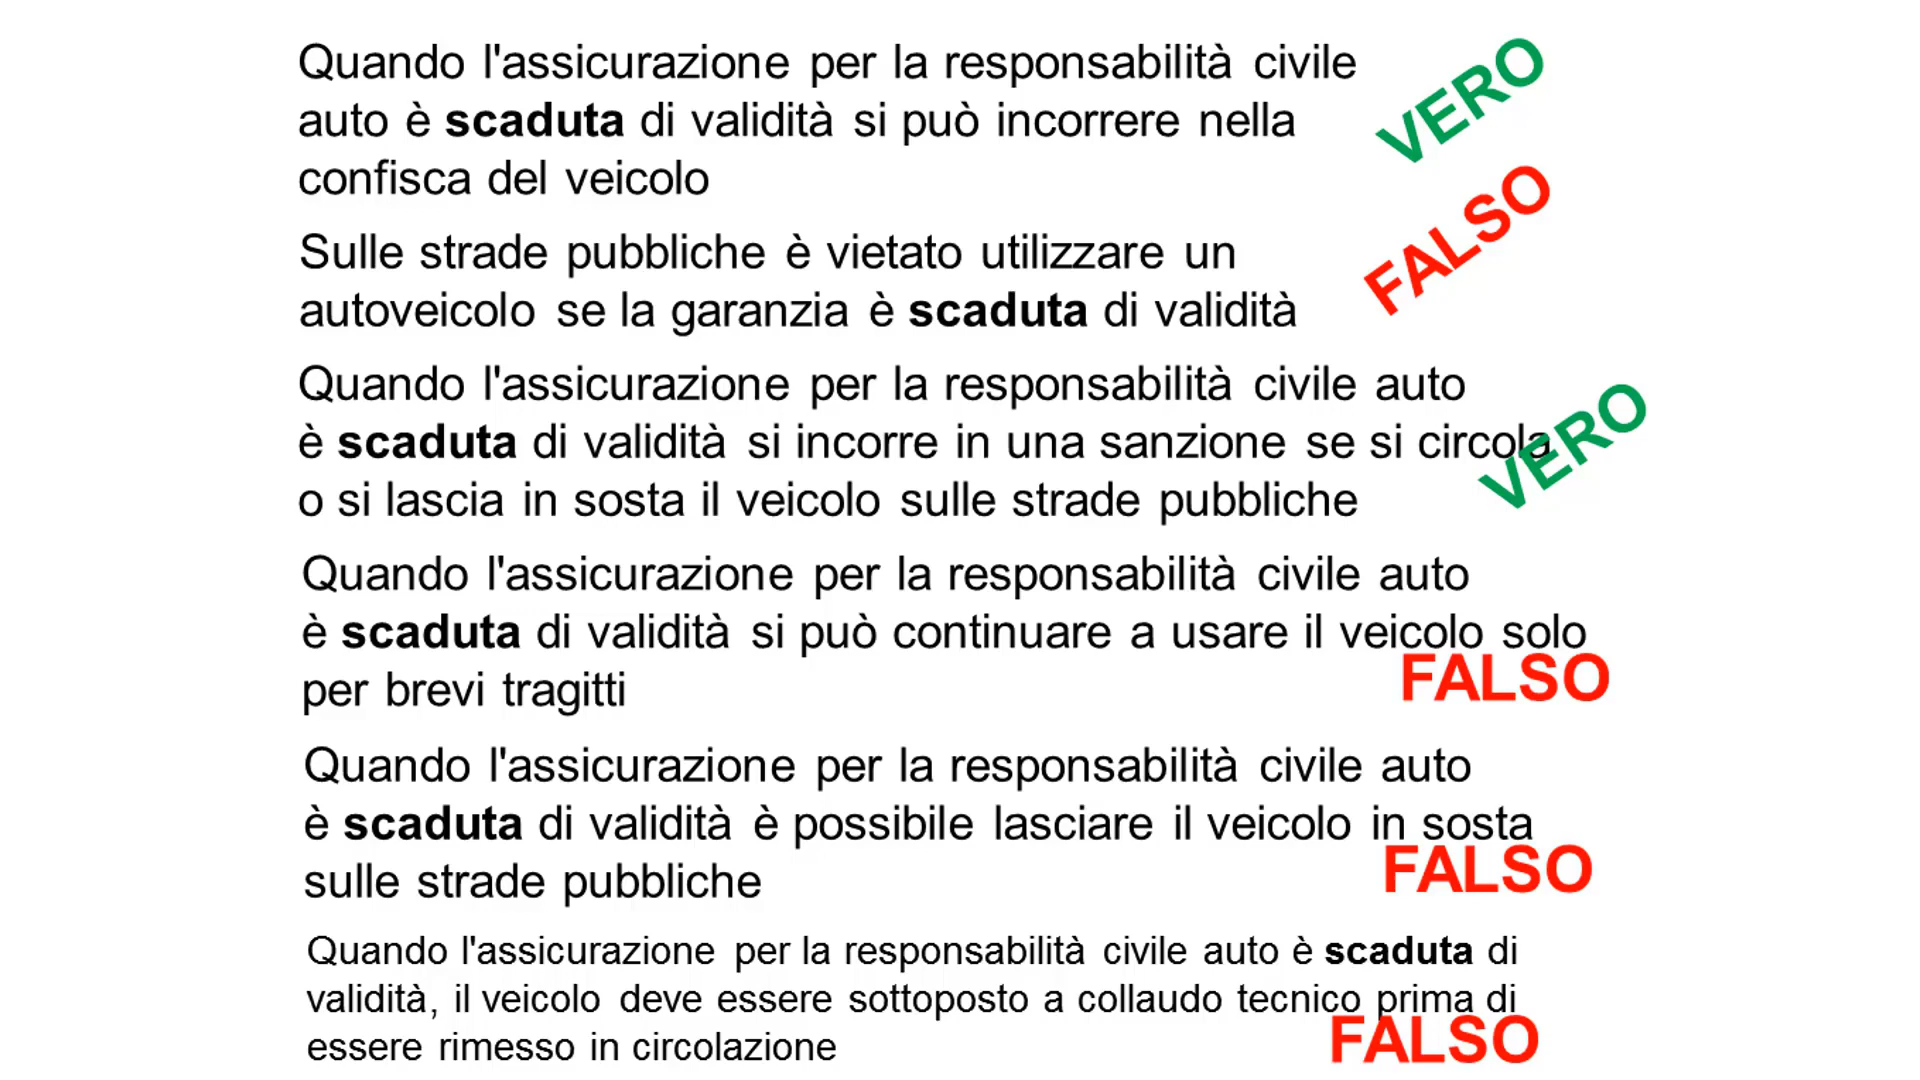 Quando l'assicurazione per la responsabilità civile
auto è scaduta di validità si può incorrere nella
confisca del veicolo
VERO
Sulle strade pubbliche è vietato utilizzare un
autoveicolo se la garanzia è scaduta di validità
FALSO
Quando l'assicurazione per la responsabilità civile auto
è scaduta di validità si incorre in una sanzione se si circola
o si lascia in sosta il veicolo sulle strade pubbliche
VERO
Quando l'assicurazione per la responsabilità civile auto
è scaduta di validità si può continuare a usare il veicolo solo
per brevi tragitti
FALSO
Quando l'assicurazione per la responsabilità civile auto
è scaduta di validità è possibile lasciare il veicolo in sosta
sulle strade pubbliche
FALSO
Quando l'assicurazione per la responsabilità civile auto è scaduta di
validità, il veicolo deve essere sottoposto a collaudo tecnico prima di
essere rimesso in circolazione
FALSO